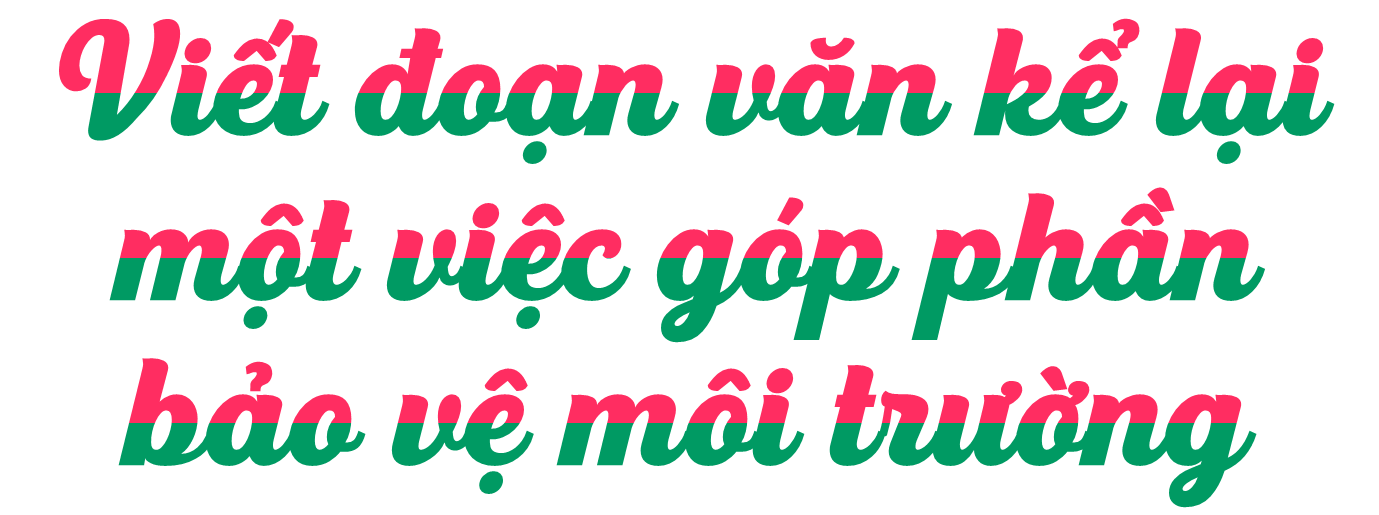 Viết đoạn văn kể lại
một việc góp phần
bảo vệ môi trường